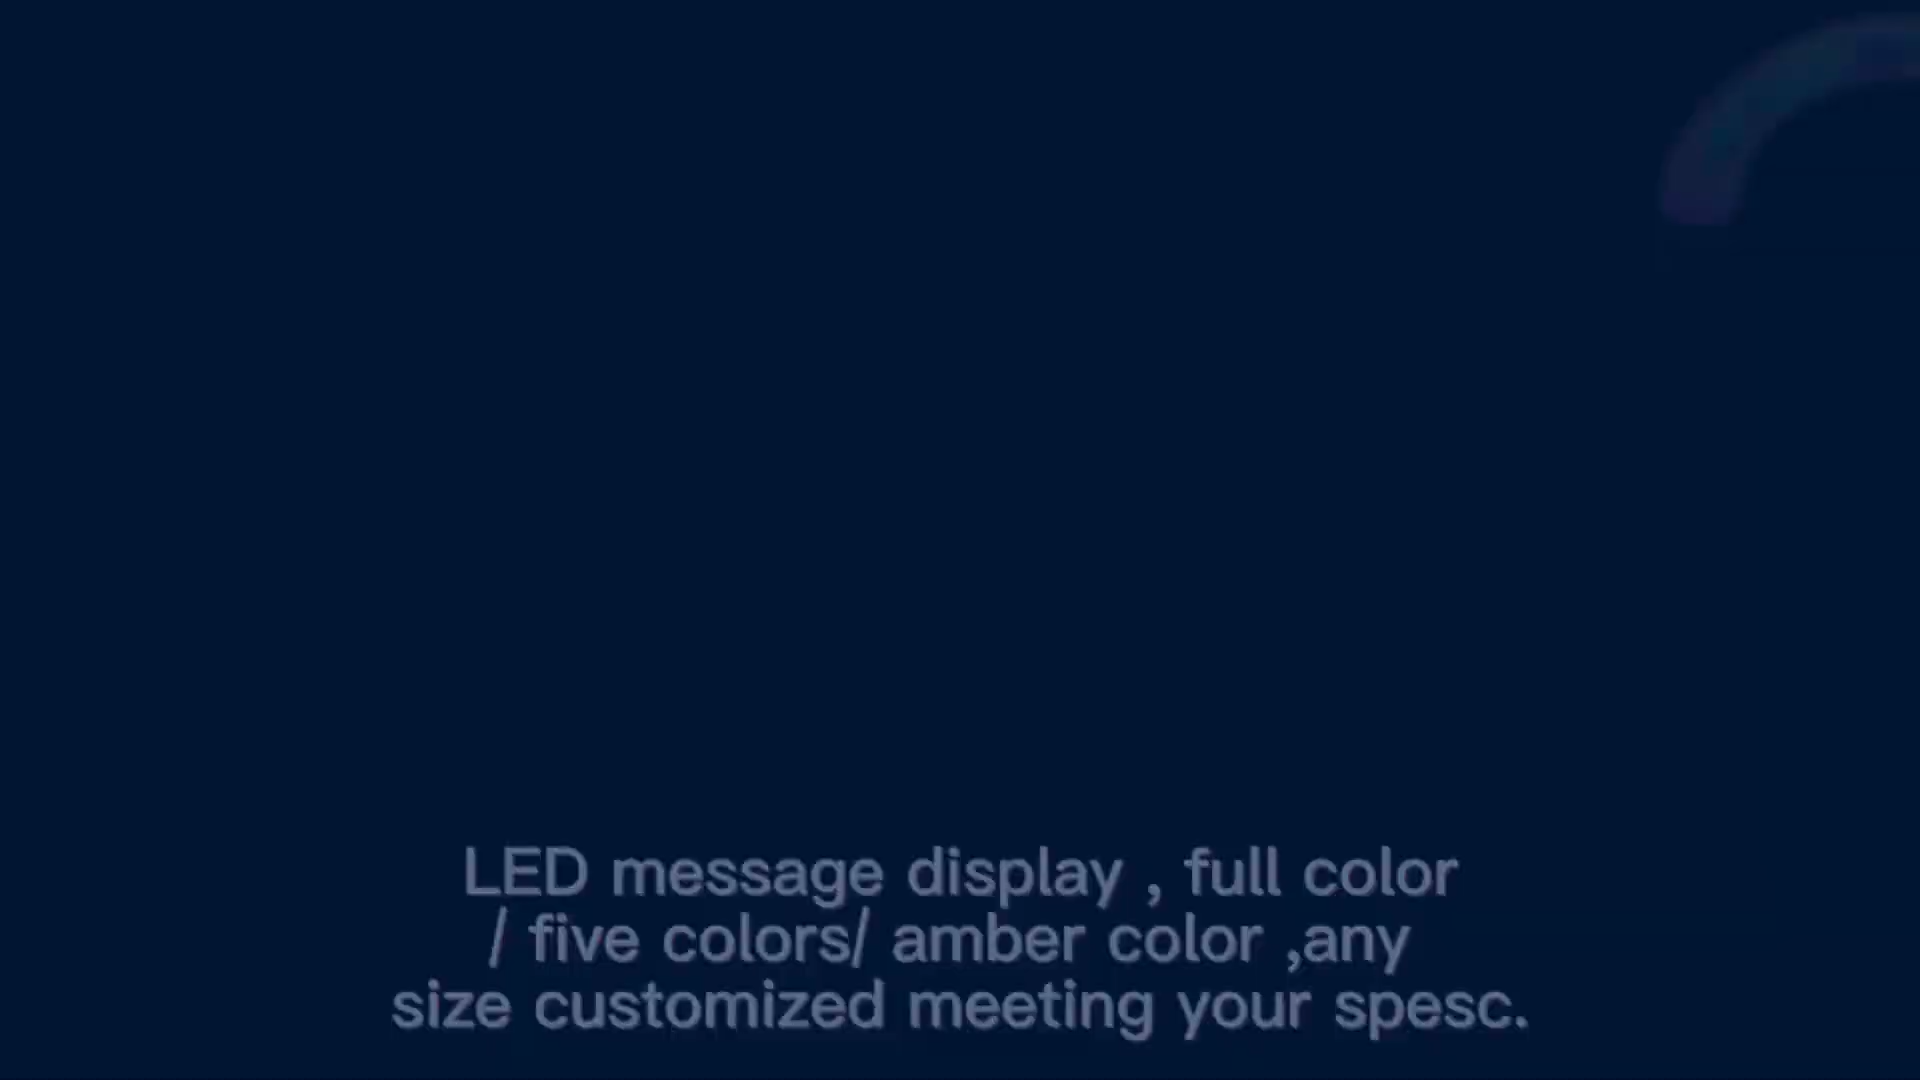 LED message display , full color
/ five colors/ amber color ,any
size customized meeting your spesc.